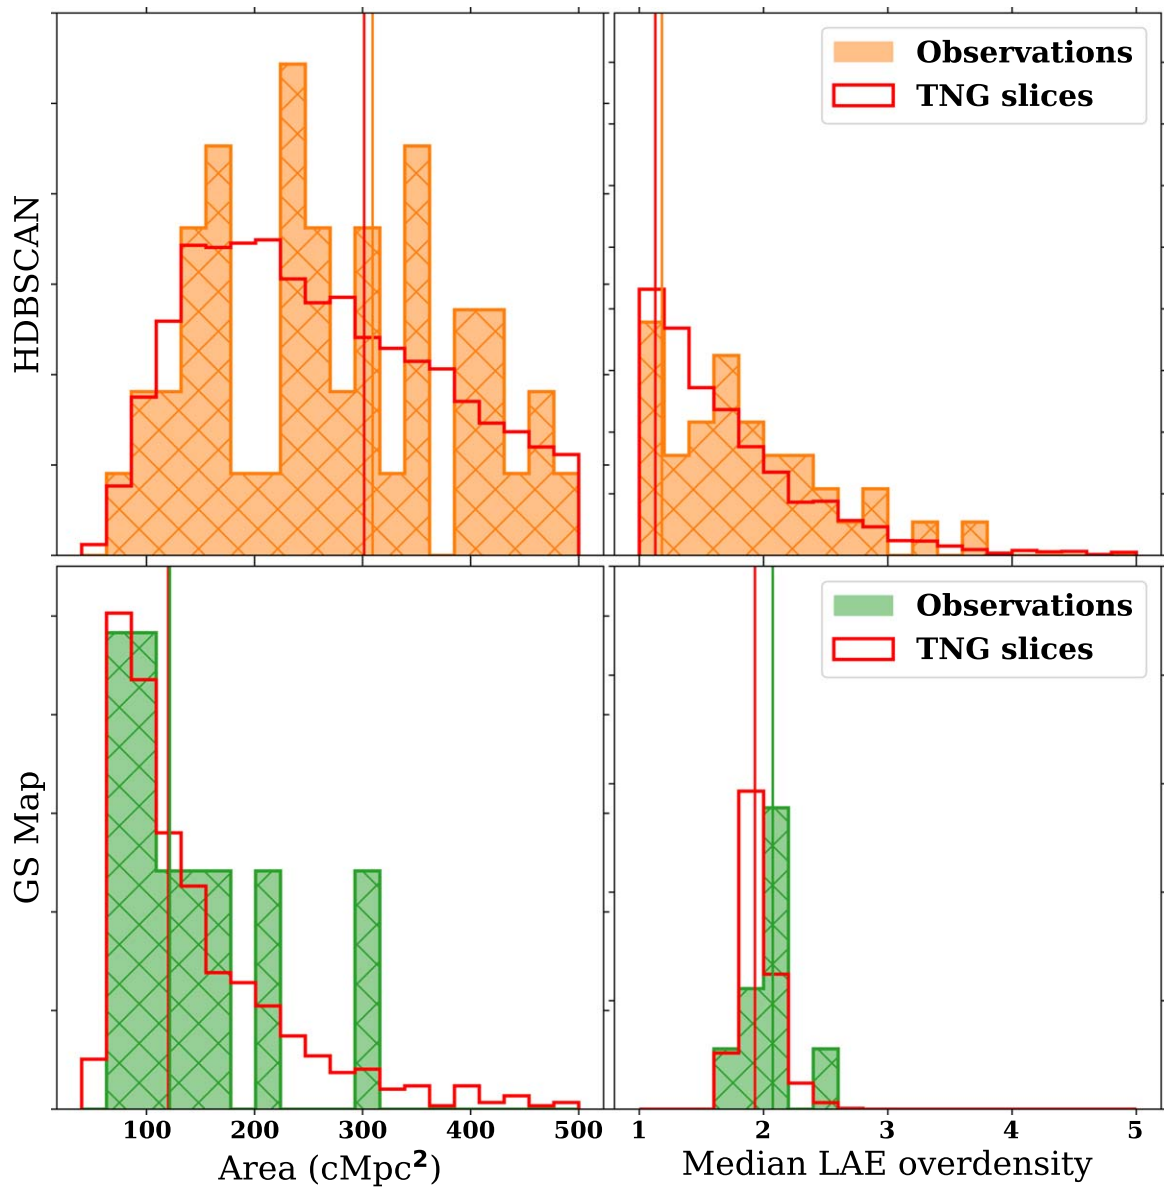 HDBSCAN
Observations
TNG slices
GS Map
Observations
TNG slices
100 200 300 400 500
1 2 3 4 5
Area (cMpc²)
Median LAE overdensity